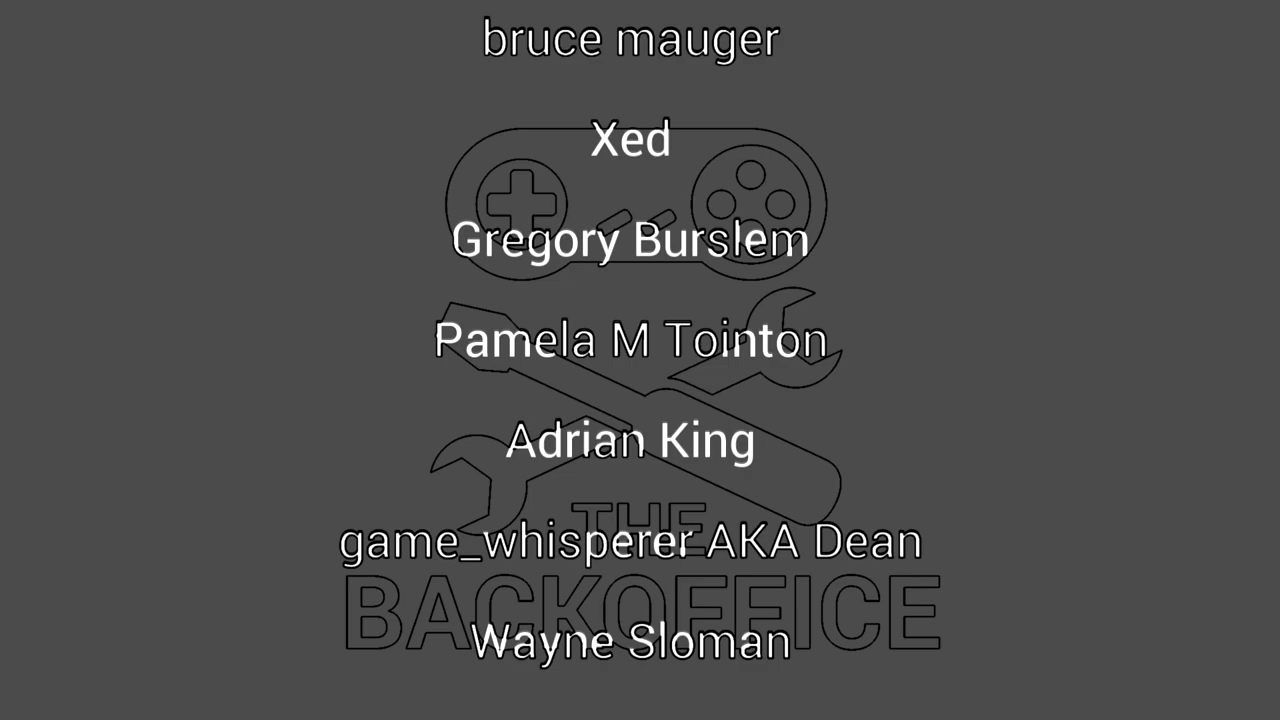 bruce mauger
Xed
Gregory Burslem
Pamela M Tointon
Adrian King
THE
game_whisperer AKA Dean
BACKOFFICE
Wayne Sloman